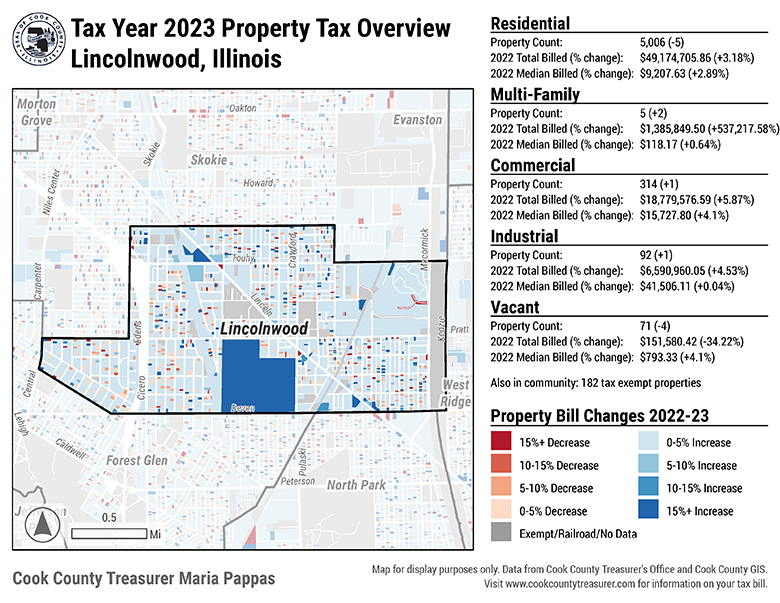 Tax Year 2023 Property Tax Overview
Lincolnwood, Illinois
SEAL OF COOK COUNTY
ILLINOIS
Morton
Grove
Oakton
Evanston
Skokie
Skokie
Howard
Niles Center
Carpenter
Touhy
Crawford
McCormick
Lincoln
Lincolnwood
Edens
Kedzie
Pratt
Central
Cicero
West
Ridge
Devon
Lehigh
Caldwell
Forest Glen
Pulaski
Peterson
North Park
0.5
Mi
Residential
Property Count: 5,006 (-5)
2022 Total Billed (% change): $49,174,705.86 (+3.18%)
2022 Median Billed (% change): $9,207.63 (+2.89%)
Multi-Family
Property Count: 5 (+2)
2022 Total Billed (% change): $1,385,849.50 (+537,217.58%)
2022 Median Billed (% change): $118.17 (+0.64%)
Commercial
Property Count: 314 (+1)
2022 Total Billed (% change): $18,779,576.59 (+5.87%)
2022 Median Billed (% change): $15,727.80 (+4.1%)
Industrial
Property Count: 92 (+1)
2022 Total Billed (% change): $6,590,960.05 (+4.53%)
2022 Median Billed (% change): $41,506.11 (+0.04%)
Vacant
Property Count: 71 (-4)
2022 Total Billed (% change): $151,580.42 (-34.22%)
2022 Median Billed (% change): $793.33 (+4.1%)
Also in community: 182 tax exempt properties
Property Bill Changes 2022-23
15%+ Decrease
10-15% Decrease
5-10% Decrease
0-5% Decrease
0-5% Increase
5-10% Increase
10-15% Increase
15%+ Increase
Exempt/Railroad/No Data
Cook County Treasurer Maria Pappas
Map for display purposes only. Data from Cook County Treasurer's Office and Cook County GIS.
Visit www.cookcountytreasurer.com for information on your tax bill.